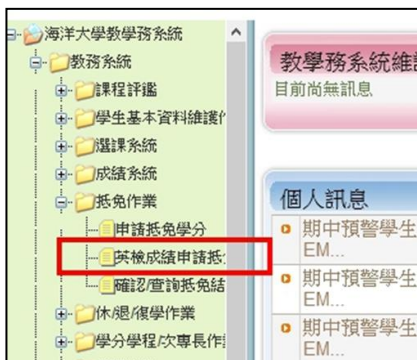 海洋大學教學務系統
教務系統
課程評鑑
學生基本資料維護
選課系統
成績系統
抵免作業
申請抵免學分
英檢成績申請抵
確認/查詢抵免結
休/退/復學作業
學分學程/次專長作
教學務系統維
目前尚無訊息
個人訊息
期中預警學生
EM...
期中預警學生
EM...
期中預警學生
EM...